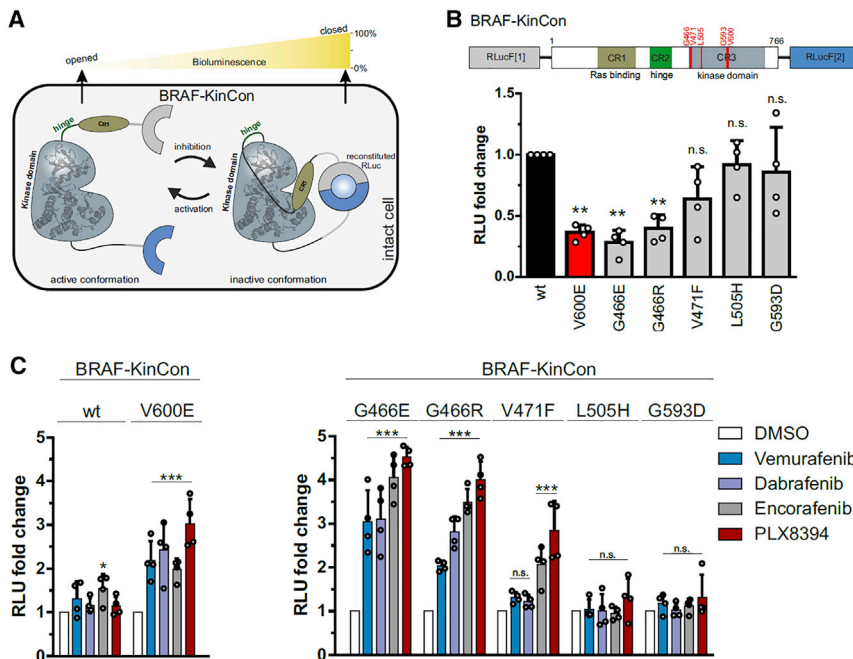 A
opened
closed
100%
0%
Bioluminescence
BRAF-KinCon
hinge
CR1
Kinase domain
inhibition
activation
hinge
Kinase domain
CR1
reconstituted
RLuc
intact cell
active conformation
inactive conformation
B
BRAF-KinCon
G466
V471
L505
G593
V600
1
766
RLucF[1]
CR1
CR2
CR3
RLucF[2]
Ras binding
hinge
kinase domain
RLU fold change
1.5
1.0
0.5
0.0
**
**
**
n.s.
n.s.
n.s.
wt
V600E
G466E
G466R
V471F
L505H
G593D
C
BRAF-KinCon
wt
V600E
RLU fold change
5
4
3
2
1
0
*
***
BRAF-KinCon
G466E
G466R
V471F
L505H
G593D
RLU fold change
5
4
3
2
1
0
***
***
n.s.
***
n.s.
n.s.
DMSO
Vemurafenib
Dabrafenib
Encorafenib
PLX8394